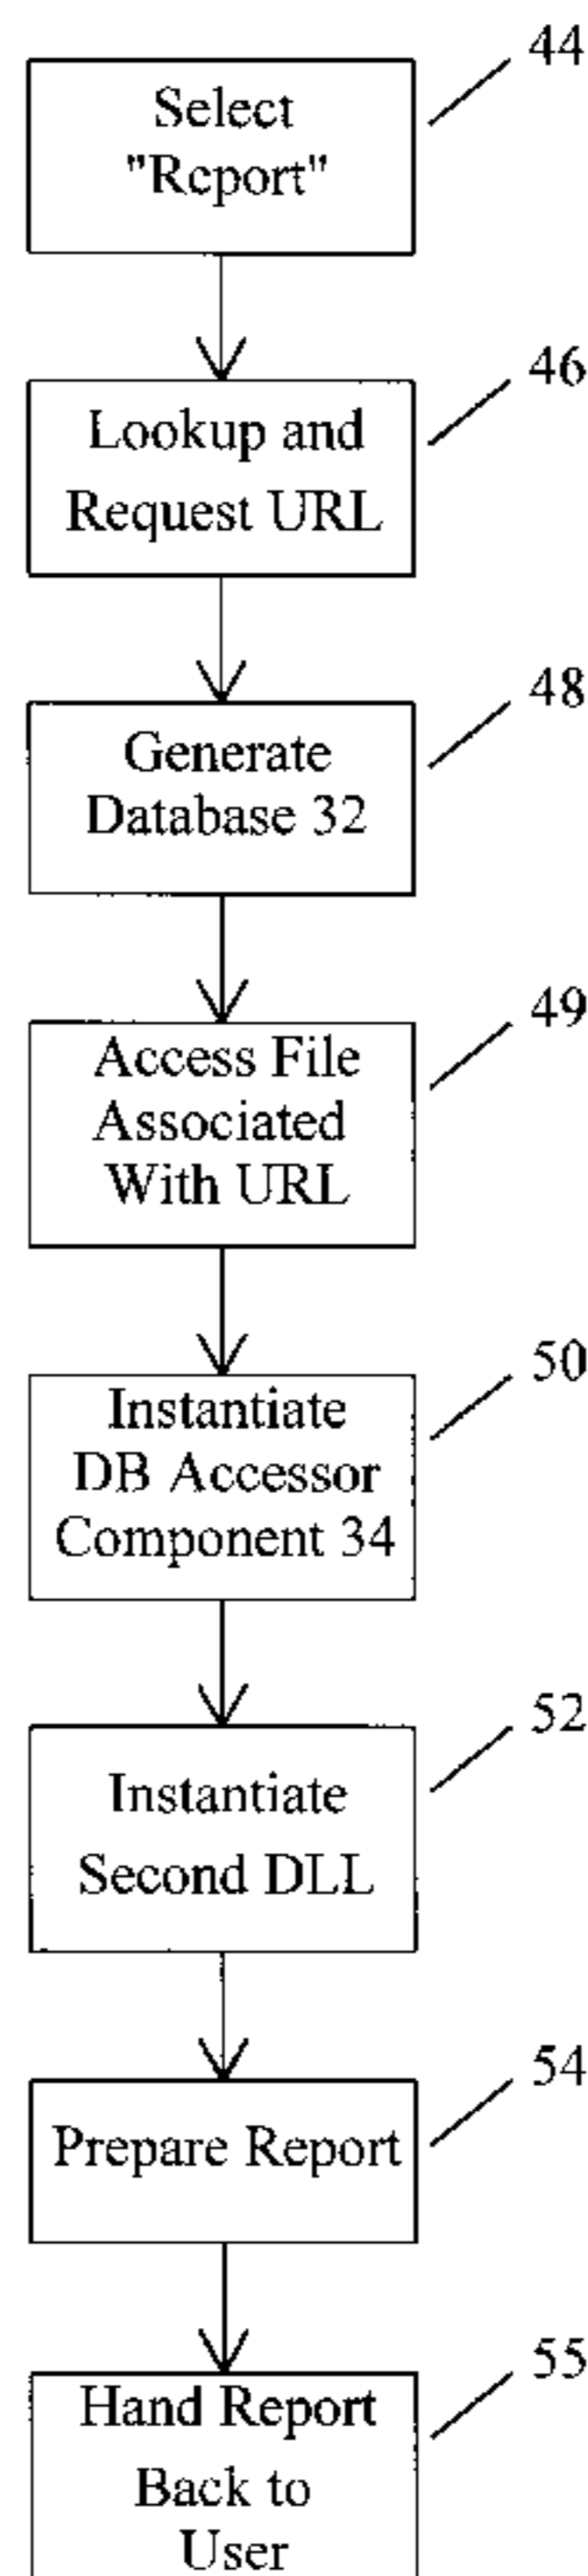 44
Select
"Report"
46
Lookup and
Request URL
48
Generate
Database 32
49
Access File
Associated
With URL
50
Instantiate
DB Accessor
Component 34
52
Instantiate
Second DLL
54
Prepare Report
55
Hand Report
Back to
User